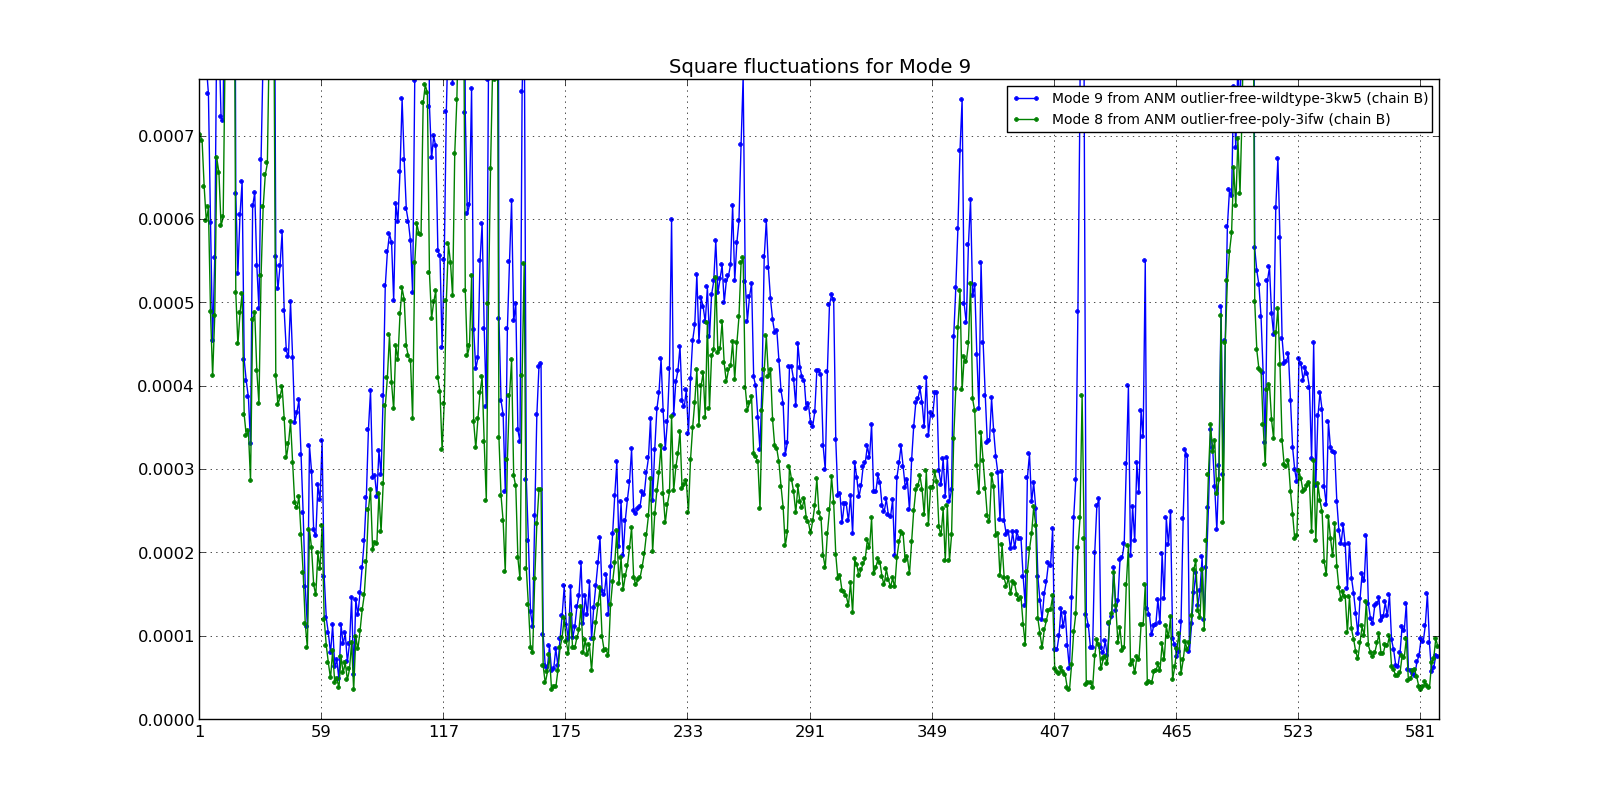 Square fluctuations for Mode 9
Mode 9 from ANM outlier-free-wildtype-3kw5 (chain B)
Mode 8 from ANM outlier-free-poly-3ifw (chain B)
0.0007
0.0006
0.0005
0.0004
0.0003
0.0002
0.0001
0.0000
1 59 117 175 233 291 349 407 465 523 581